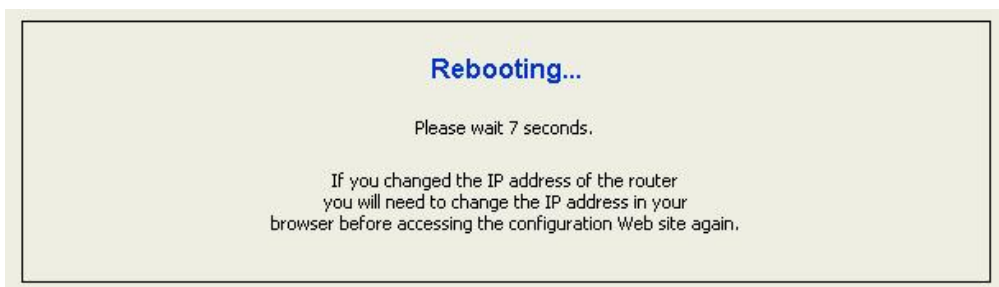 Rebooting...
Please wait 7 seconds.
If you changed the IP address of the router
you will need to change the IP address in your
browser before accessing the configuration Web site again.